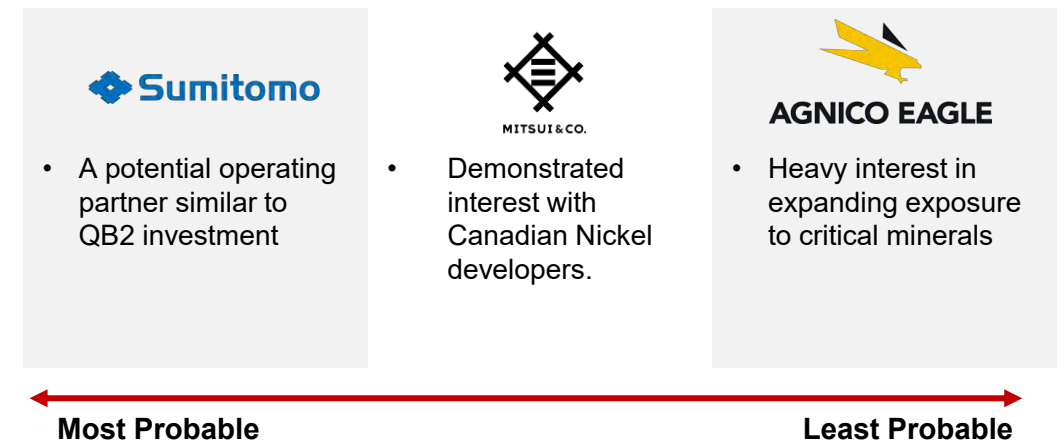 Sumitomo
• A potential operating
partner similar to
QB2 investment
MITSUI & CO.
• Demonstrated
interest with
Canadian Nickel
developers.
AGNICO EAGLE
• Heavy interest in
expanding exposure
to critical minerals
Most Probable
Least Probable